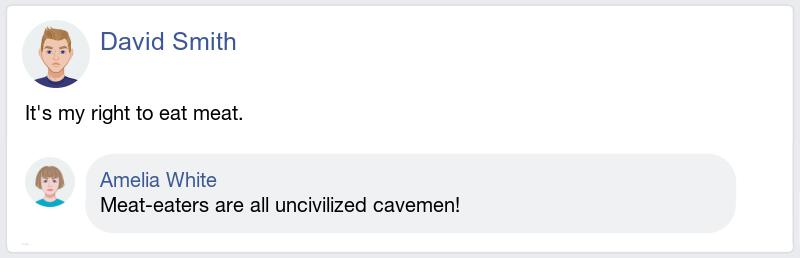 David Smith
It's my right to eat meat.
Amelia White
Meat-eaters are all uncivilized cavemen!